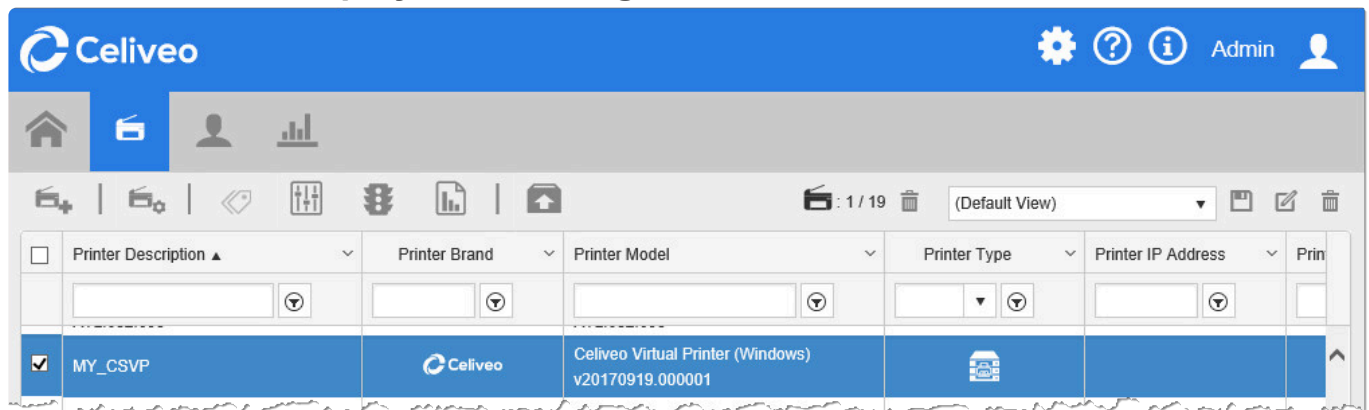 Celiveo
Admin
: 1 / 19
(Default View)
Printer Description ▲
Printer Brand
Printer Model
Printer Type
Printer IP Address
Prin
MY_CSVP
Celiveo
Celiveo Virtual Printer (Windows)
v20170919.000001